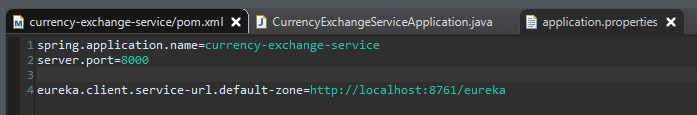 currency-exchange-service/pom.xml CurrencyExchangeServiceApplication.java application.properties
1 spring.application.name=currency-exchange-service
2 server.port=8000
3
4 eureka.client.service-url.default-zone=http://localhost:8761/eureka